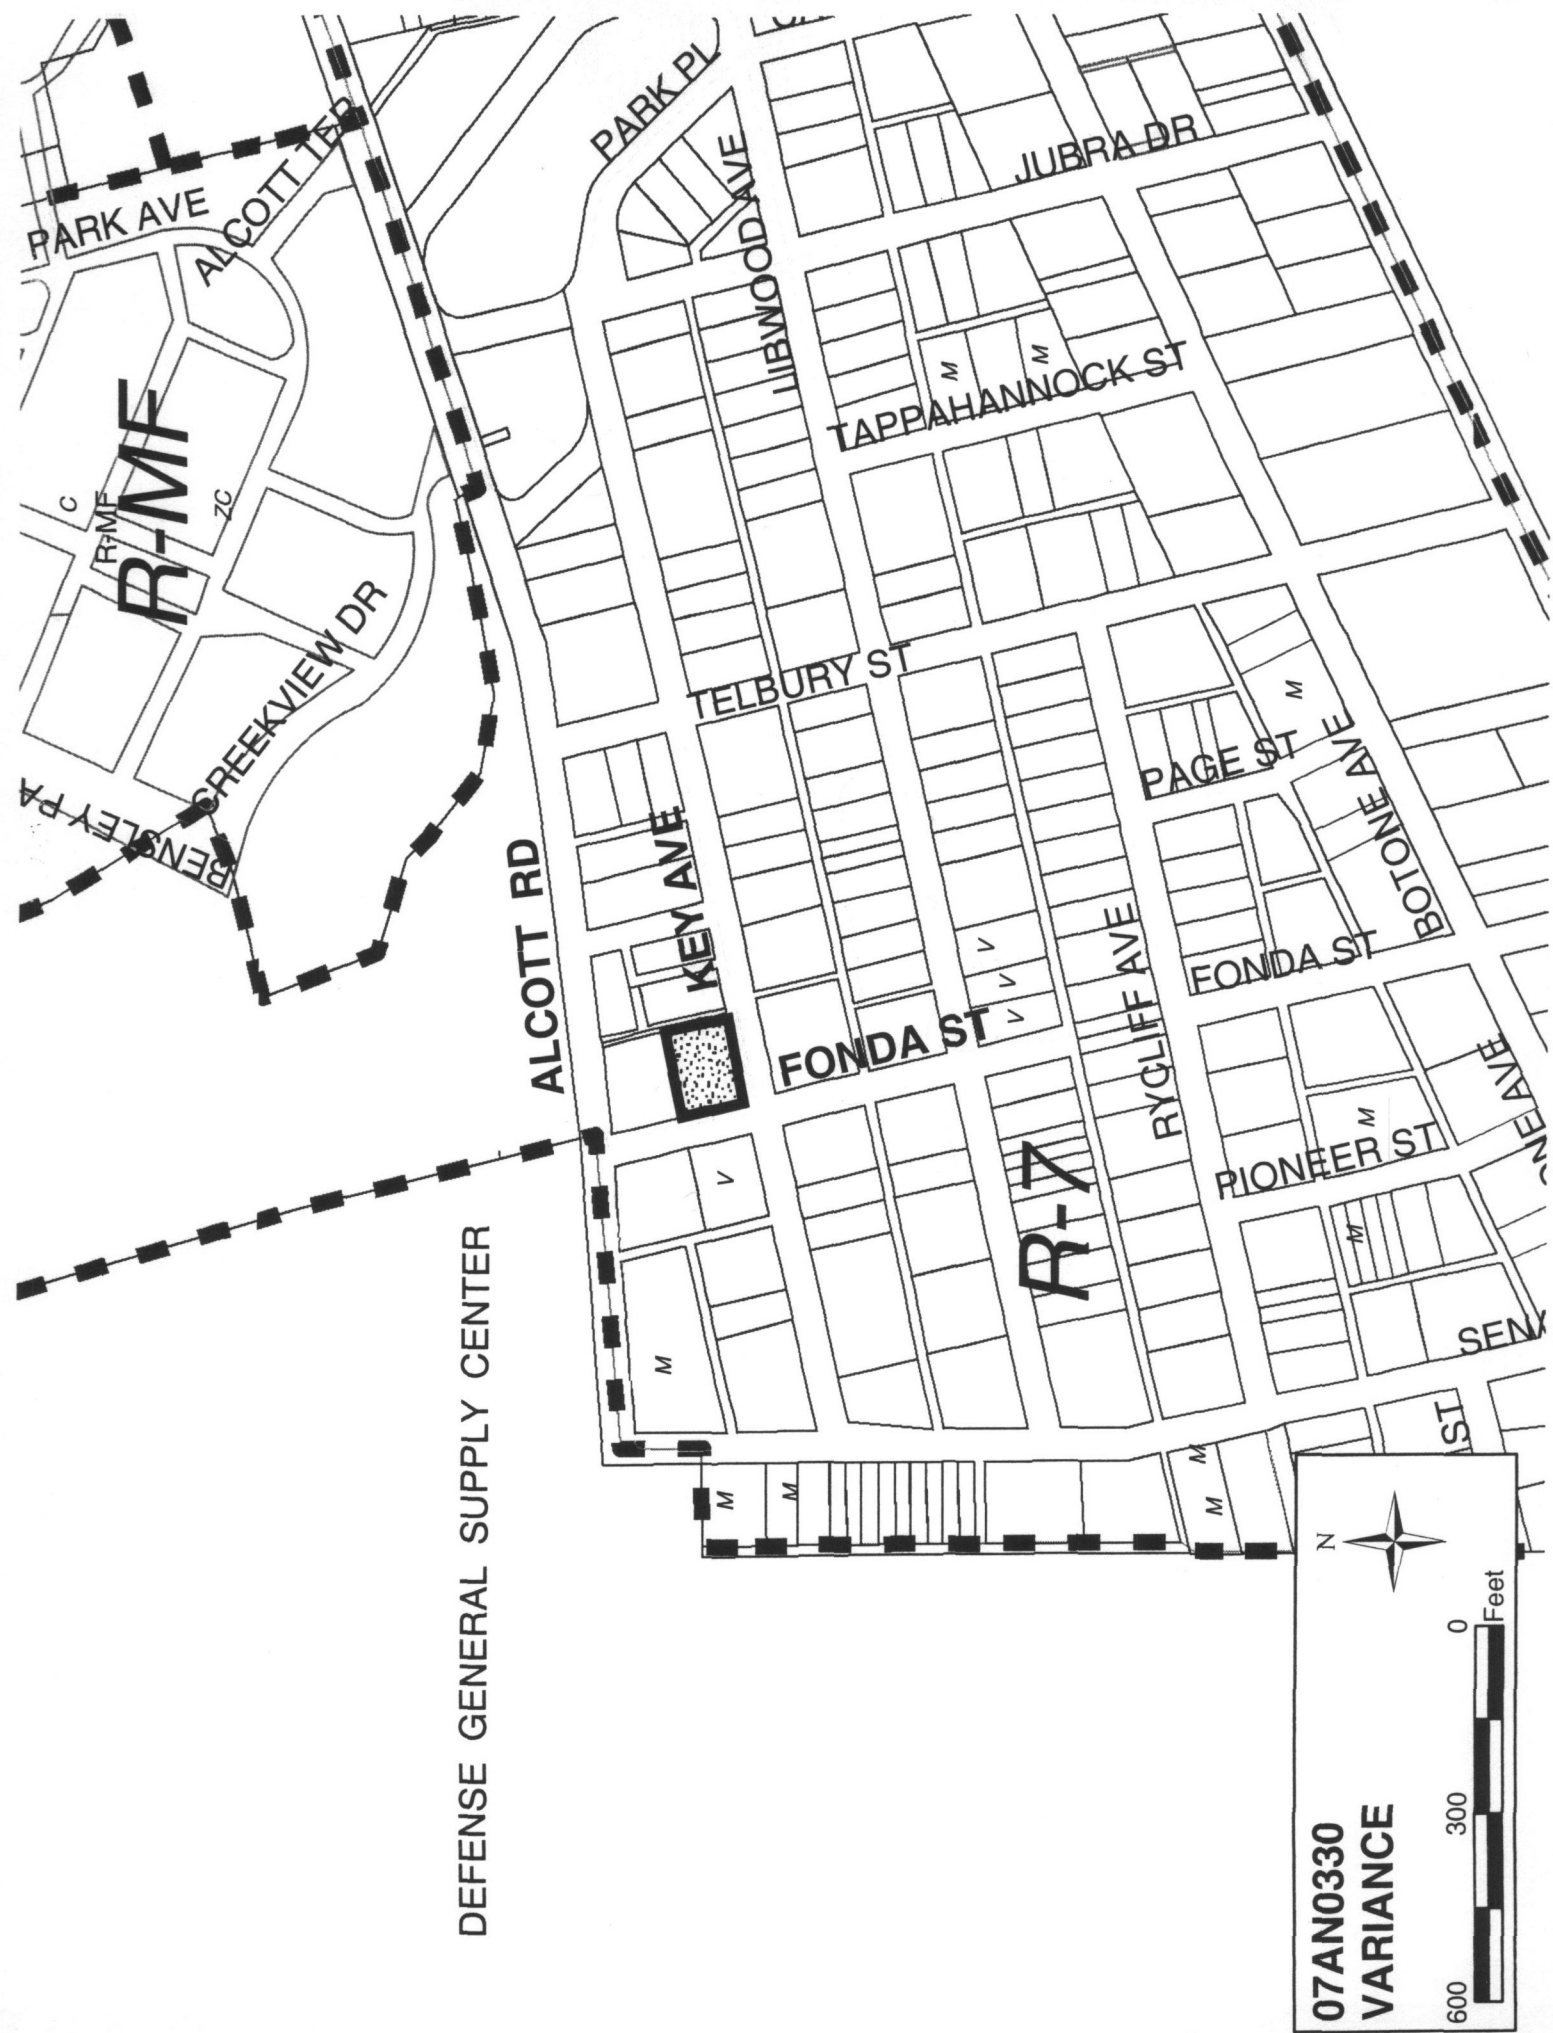 PARK AVE
ALCOTT TER
PARK PL
LIBWOOD AVE
JUBRA DR
C
R-MF
R-MF
ZC
M
M
TAPPAHANNOCK ST
CREEKVIEW DR
BENSLEY PA
TELBURY ST
M
PAGE ST
BOTONE AVE
ALCOTT RD
KEY AVE
V
V
V
RYCLIFF AVE
FONDA ST
FONDA ST
V
R-7
PIONEER ST
M
M
M
DEFENSE GENERAL SUPPLY CENTER
M
M
M
M
ST
N
07AN0330
VARIANCE
600 300 0
Feet